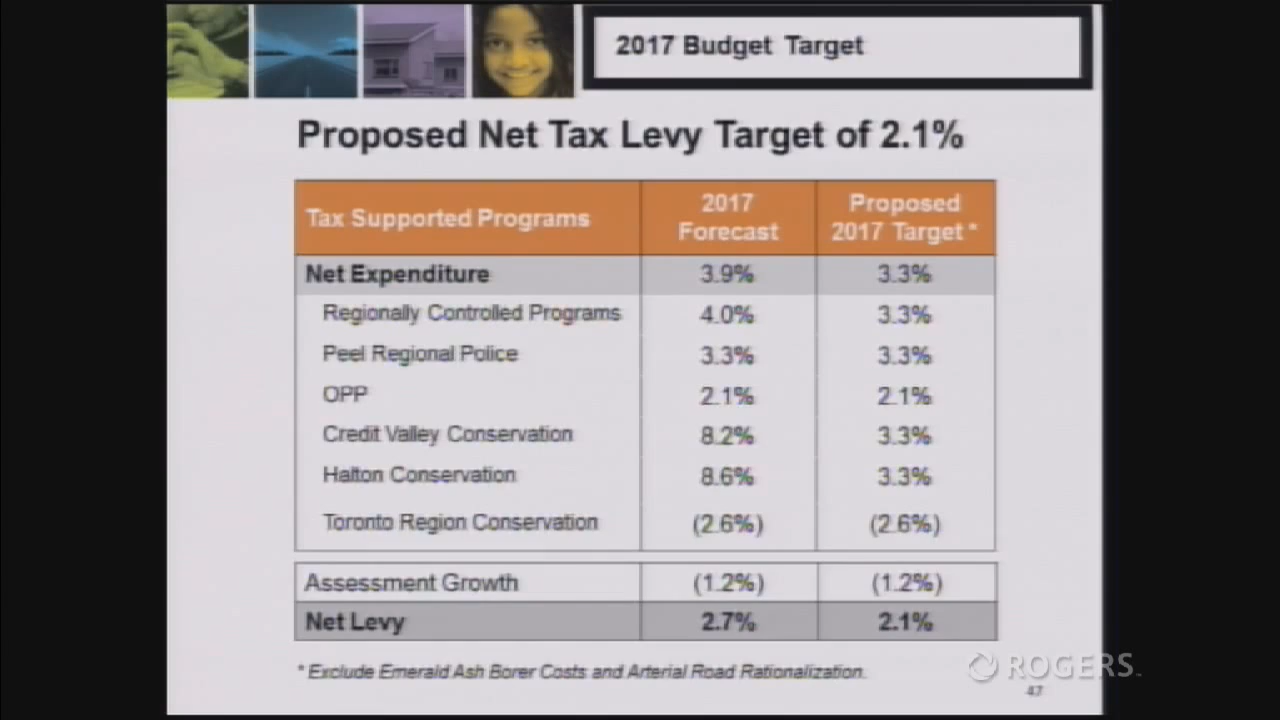 2017 Budget Target
Proposed Net Tax Levy Target of 2.1%
Tax Supported Programs 2017 Forecast Proposed 2017 Target *
Net Expenditure 3.9% 3.3%
Regionally Controlled Programs 4.0% 3.3%
Peel Regional Police 3.3% 3.3%
OPP 2.1% 2.1%
Credit Valley Conservation 8.2% 3.3%
Halton Conservation 8.6% 3.3%
Toronto Region Conservation (2.6%) (2.6%)
Assessment Growth (1.2%) (1.2%)
Net Levy 2.7% 2.1%
* Exclude Emerald Ash Borer Costs and Arterial Road Rationalization.
ROGERS™
47